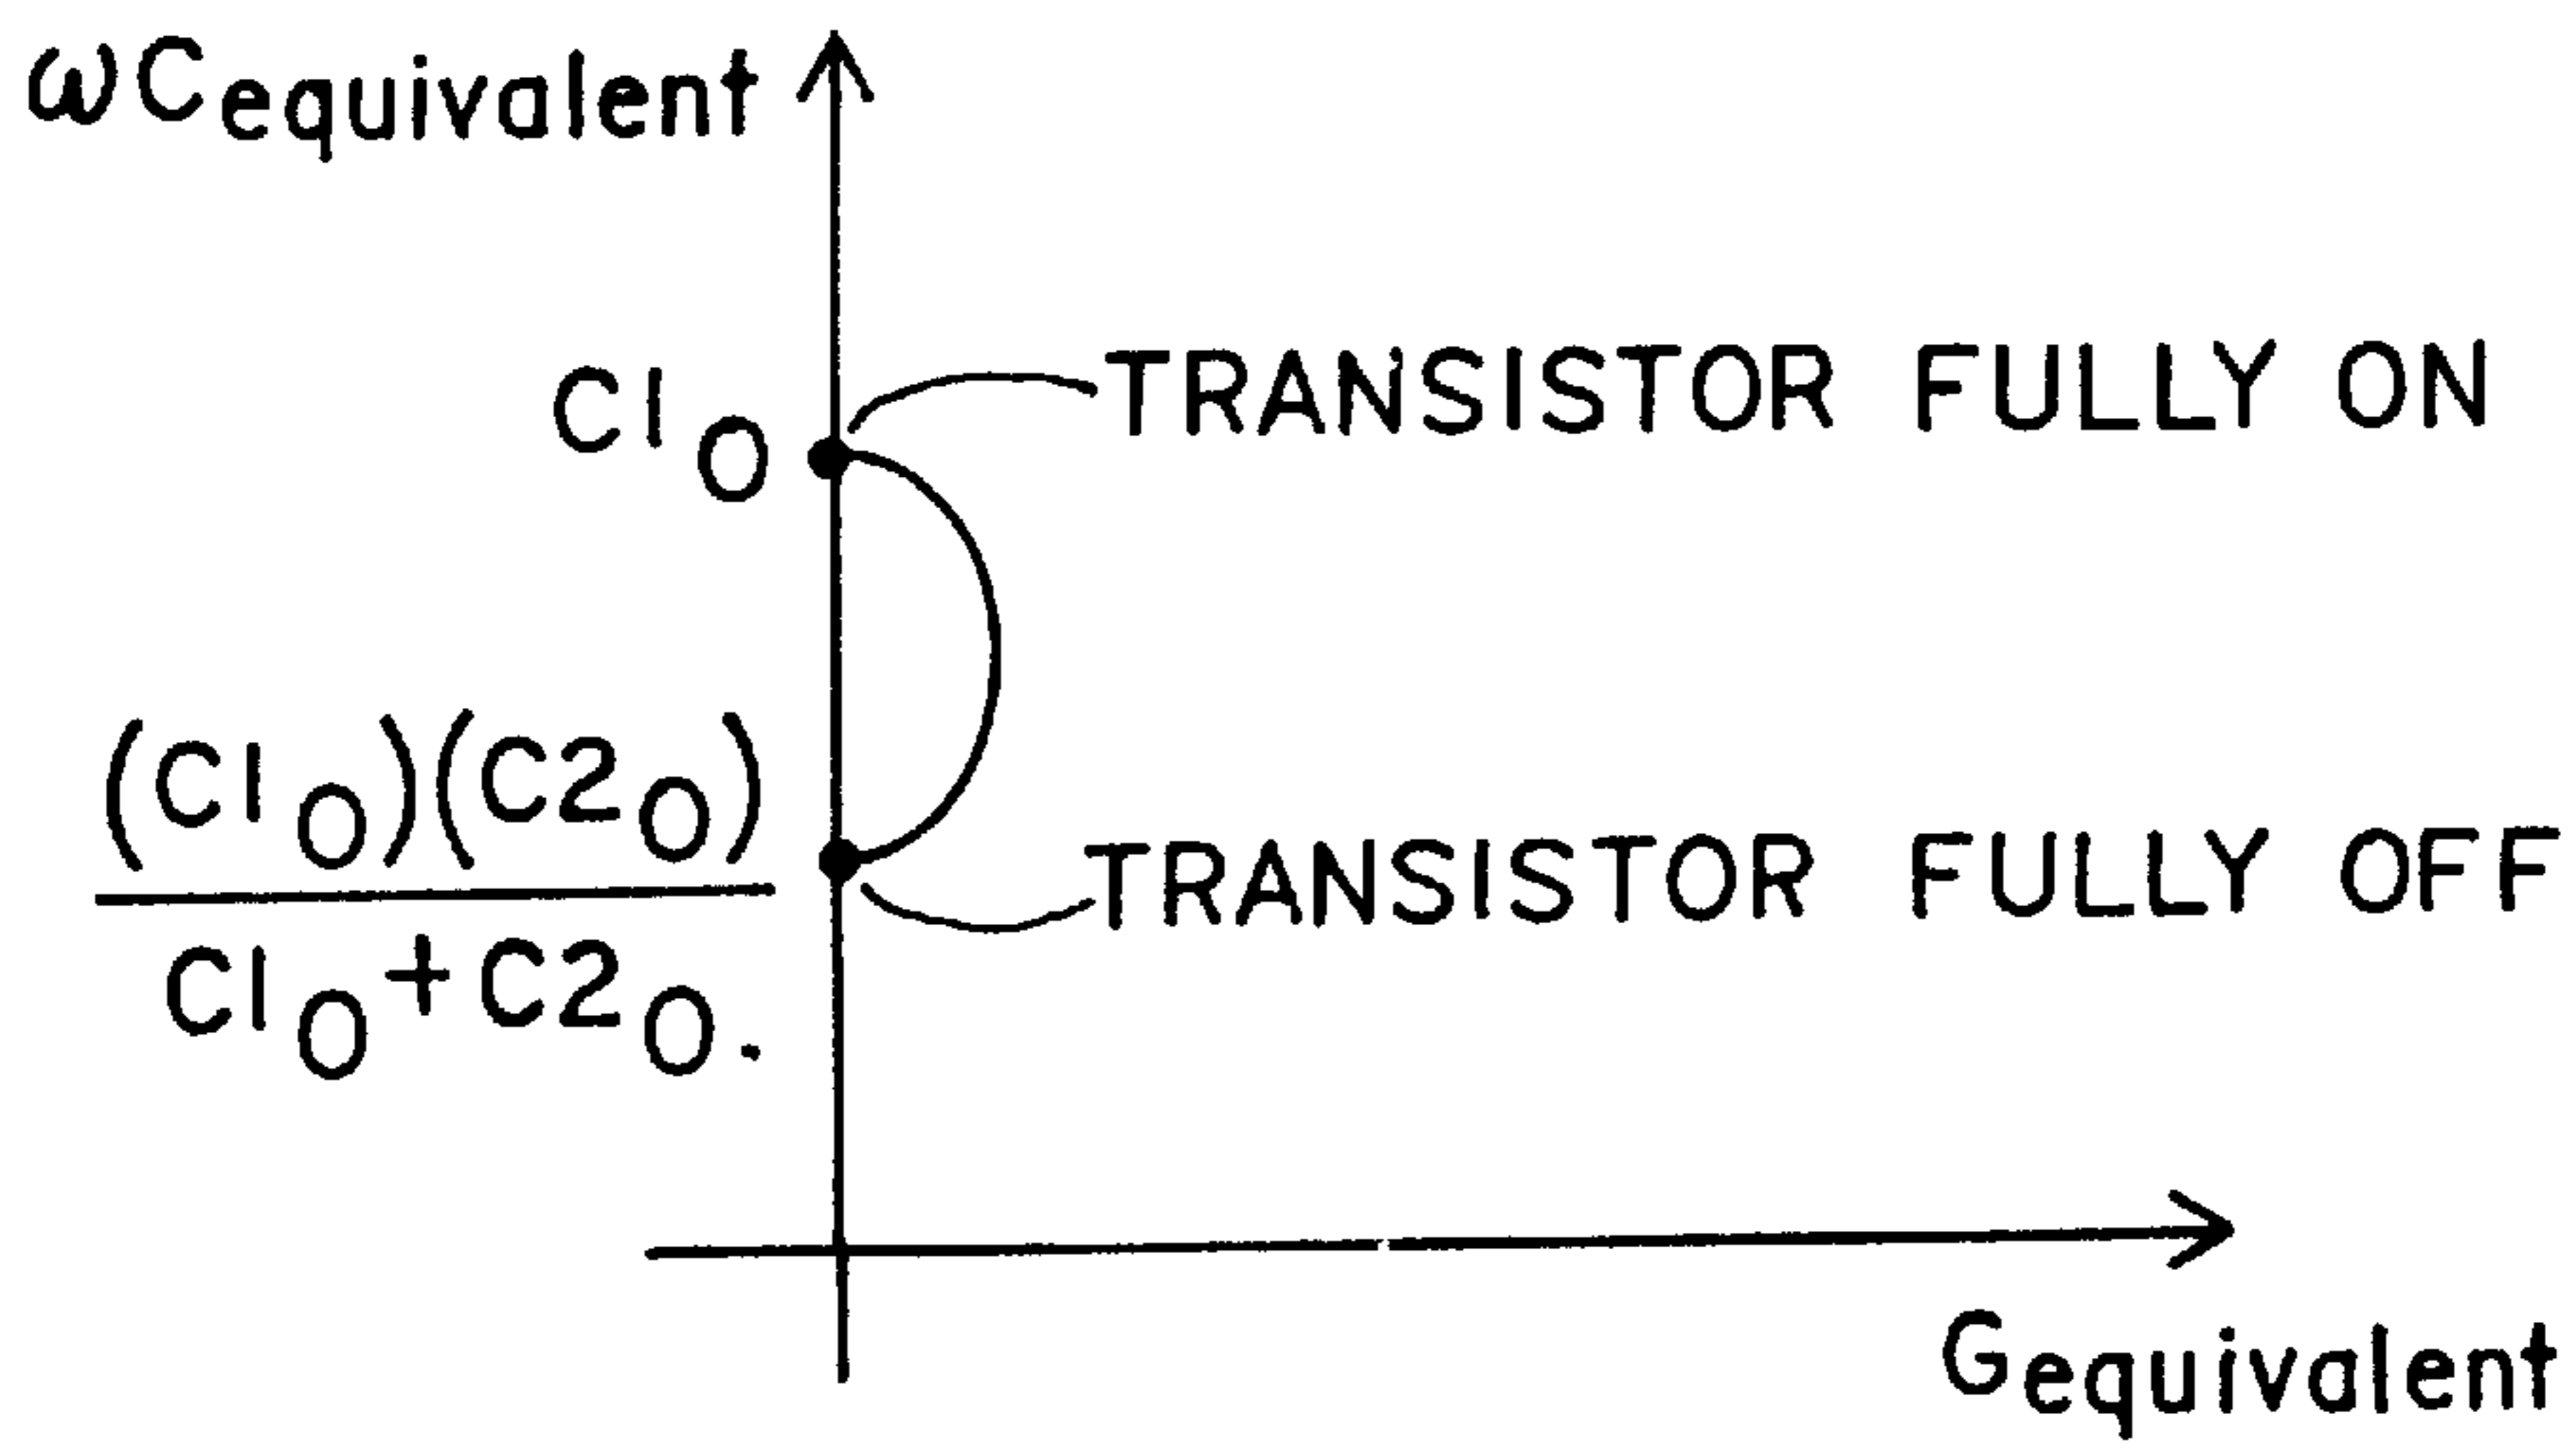 ωCequivalent
C1O
TRANSISTOR FULLY ON
(C1O)(C2O)
C1O+C2O.
TRANSISTOR FULLY OFF
Gequivalent